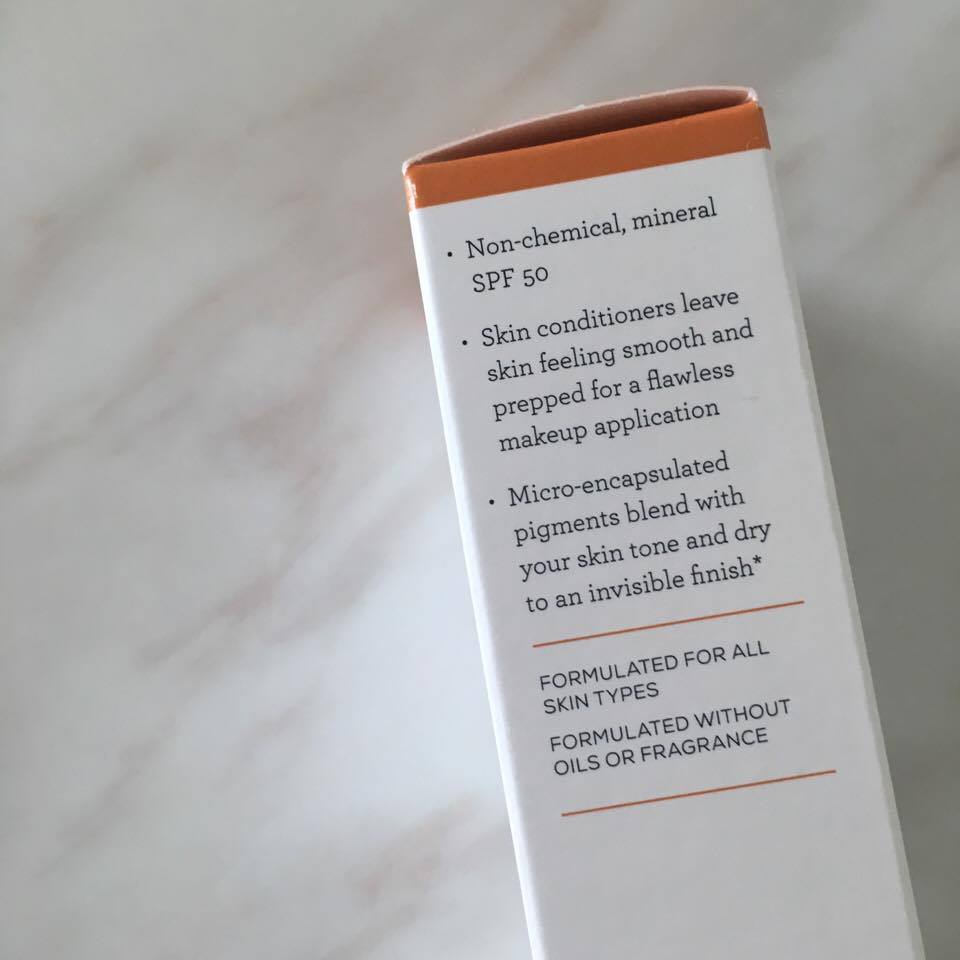 • Non-chemical, mineral
SPF 50
• Skin conditioners leave
skin feeling smooth and
prepped for a flawless
makeup application
• Micro-encapsulated
pigments blend with
your skin tone and dry
to an invisible finish*
FORMULATED FOR ALL
SKIN TYPES
FORMULATED WITHOUT
OILS OR FRAGRANCE